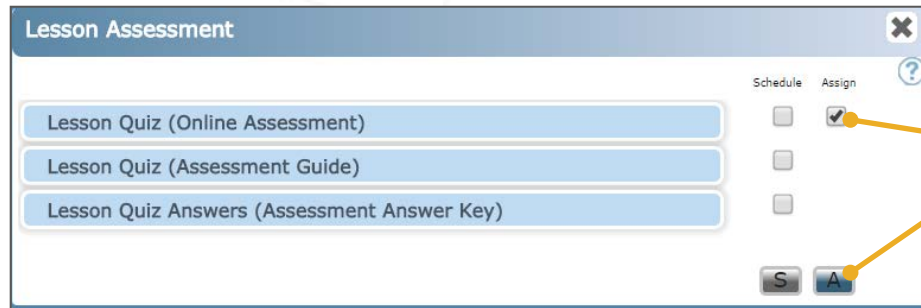 Lesson Assessment
Schedule Assign
Lesson Quiz (Online Assessment)
Lesson Quiz (Assessment Guide)
Lesson Quiz Answers (Assessment Answer Key)
S A